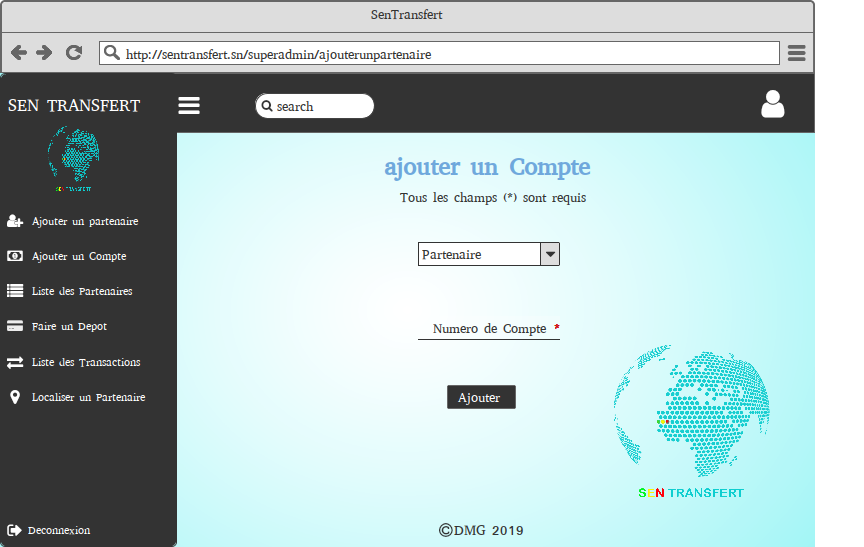 SenTransfert
http://sentransfert.sn/superadmin/ajouterunpartenaire
SEN TRANSFERT
search
SEN TRANSFERT
ajouter un Compte
Tous les champs (*) sont requis
Ajouter un partenaire
Ajouter un Compte
Liste des Partenaires
Faire un Depot
Liste des Transactions
Localiser un Partenaire
Deconnexion
Partenaire
Numero de Compte *
Ajouter
SEN TRANSFERT
©DMG 2019